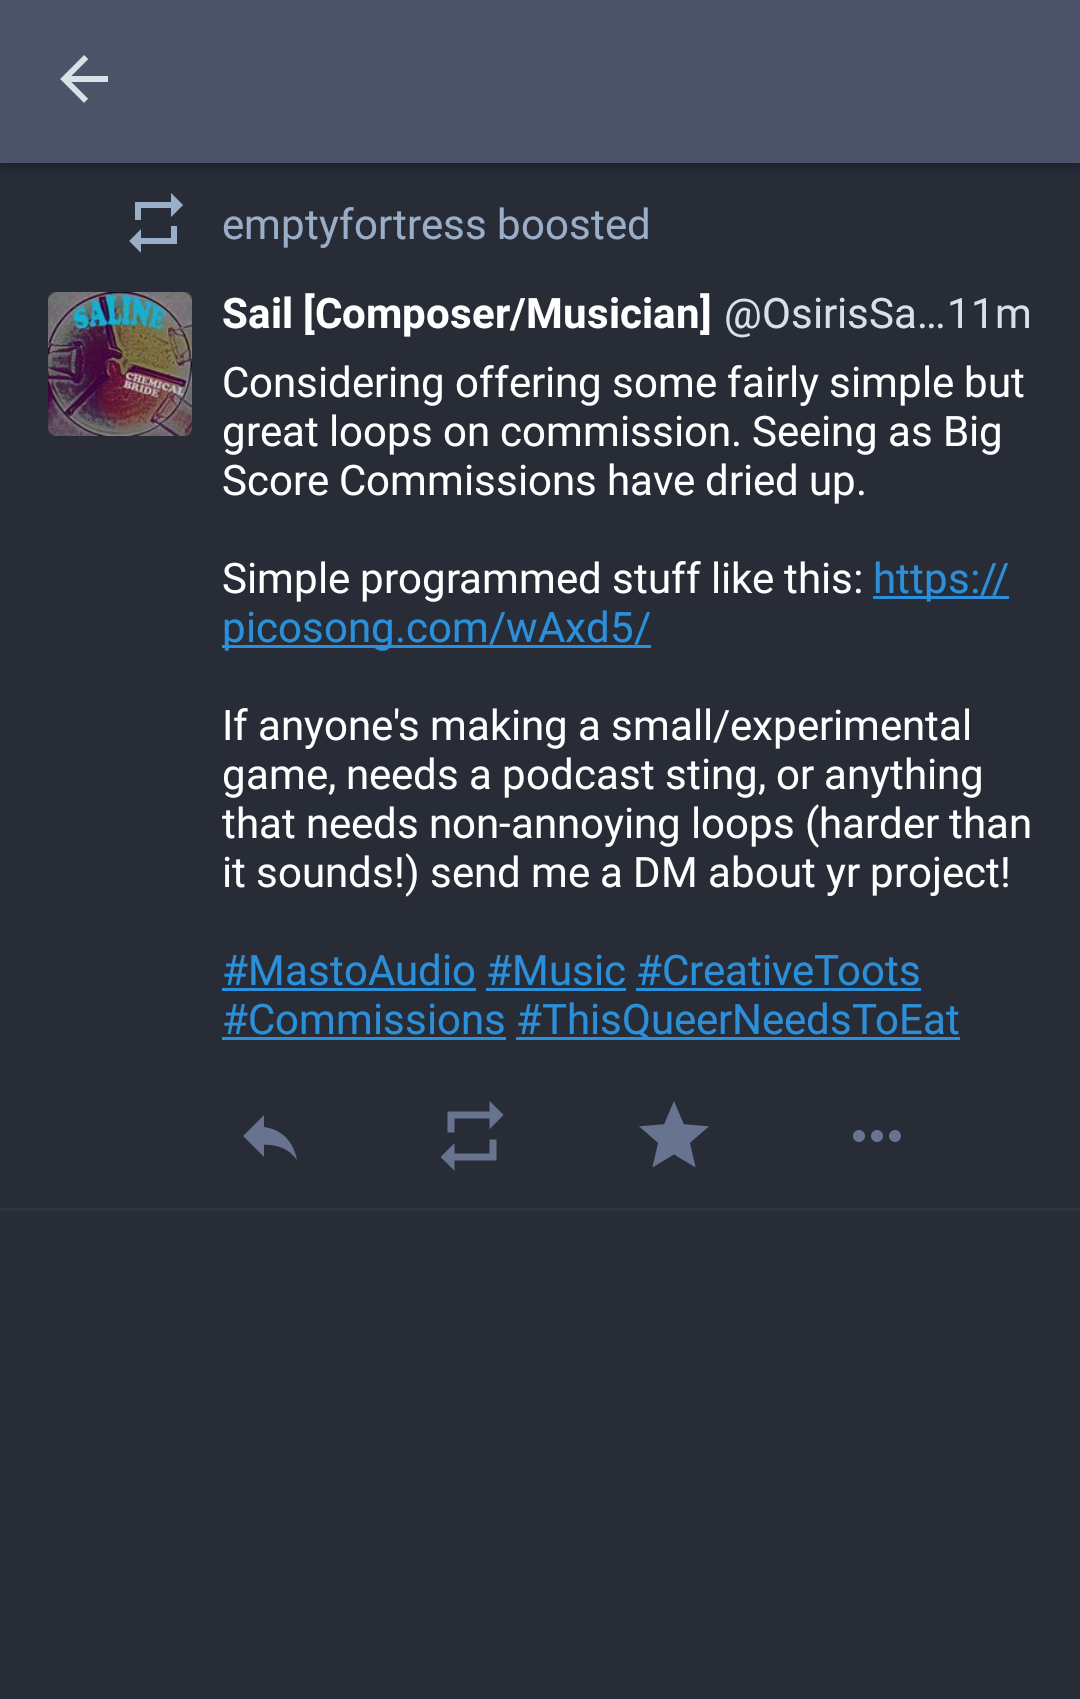 emptyfortress boosted
SALINE
CHEMICAL
BRIDE
Sail [Composer/Musician] @OsirisSa...11m
Considering offering some fairly simple but
great loops on commission. Seeing as Big
Score Commissions have dried up.
Simple programmed stuff like this: https://
picosong.com/wAxd5/
If anyone's making a small/experimental
game, needs a podcast sting, or anything
that needs non-annoying loops (harder than
it sounds!) send me a DM about yr project!
#MastoAudio #Music #CreativeToots
#Commissions #ThisQueerNeedsToEat